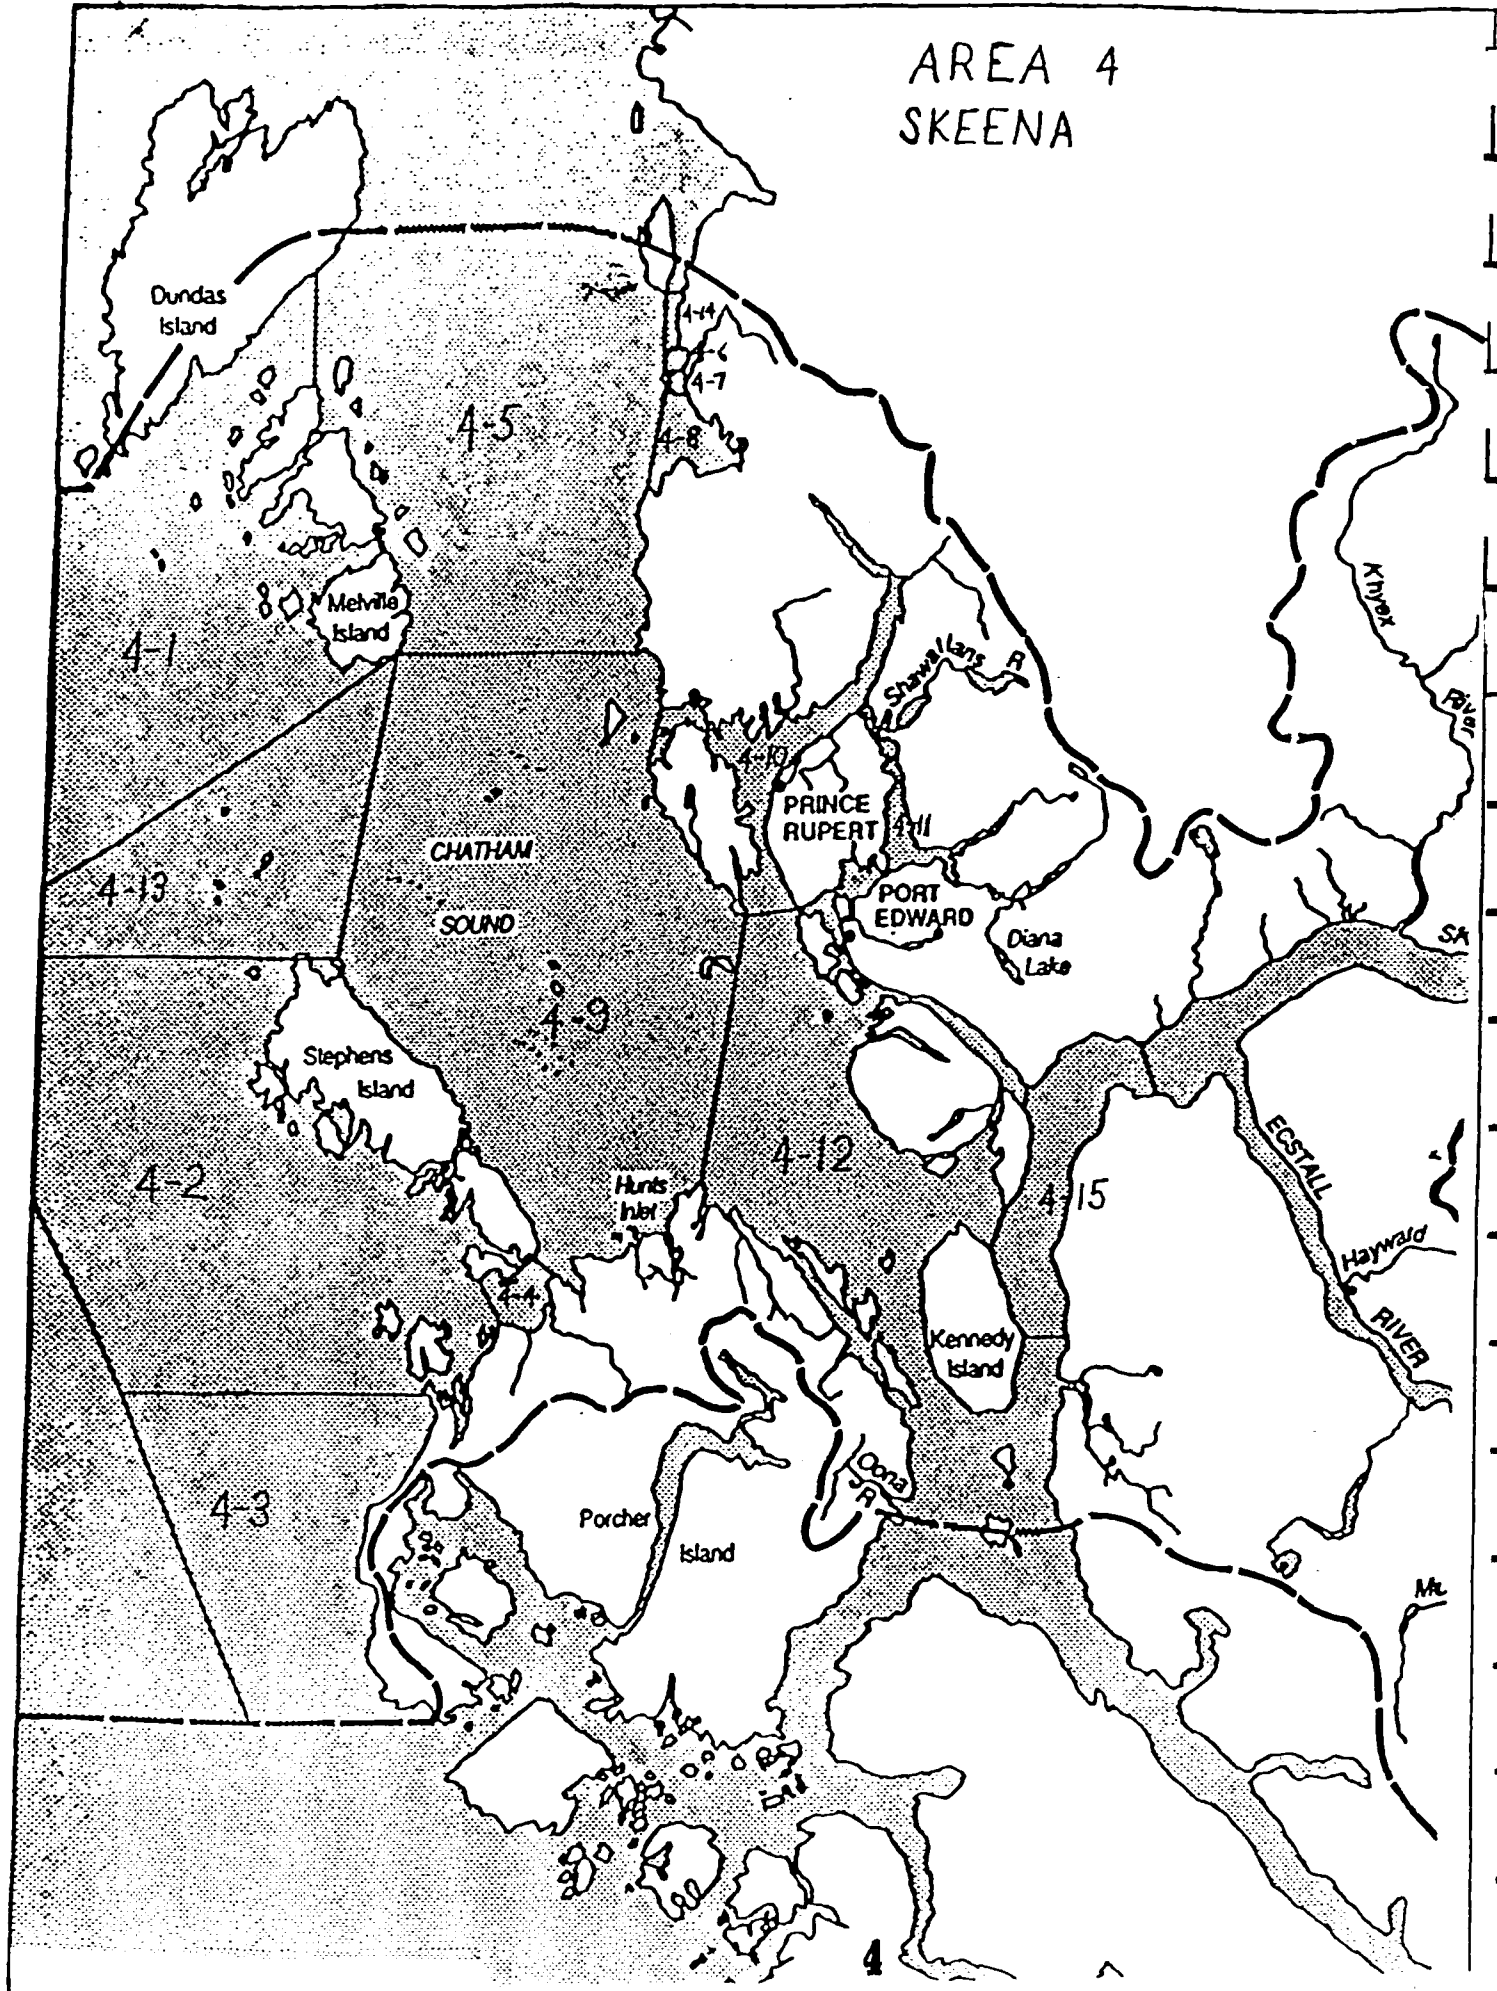 AREA 4
SKEENA
Dundas
Island
4-14
4-6
4-7
4-5
4-8
Melville
Island
4-1
Khyex
River
Shawatlans R
4-10
PRINCE
RUPERT
4-11
CHATHAM
SOUND
4-13
PORT
EDWARD
Diana
Lake
SK
4-9
Stephens
Island
4-12
ECSTALL
RIVER
4-2
Hunts
Inlet
4-15
Hayward
4-4
Kennedy
Island
Oona
R
4-3
Porcher
Island
4